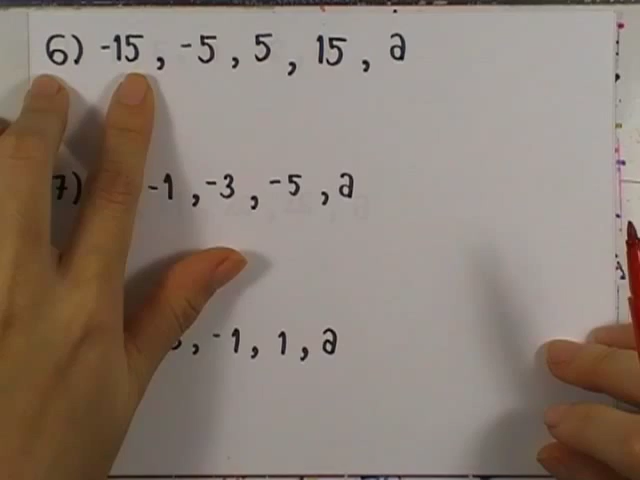 6) -15, -5, 5, 15, a
7) -1, -3, -5, a
, -1, 1, a